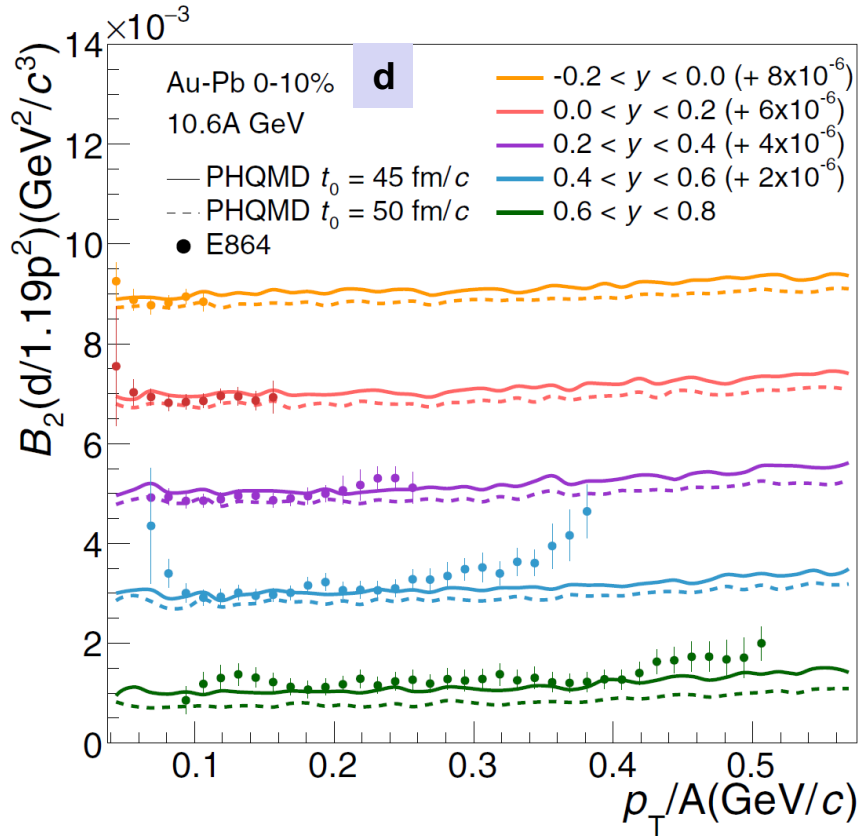 ×10⁻³
14
12
10
8
6
4
2
0
B₂(d/1.19p²)(GeV²/c³)
Au-Pb 0-10%
d
10.6A GeV
PHQMD t₀ = 45 fm/c
PHQMD t₀ = 50 fm/c
E864
-0.2 < y < 0.0 (+ 8x10⁻⁶)
0.0 < y < 0.2 (+ 6x10⁻⁶)
0.2 < y < 0.4 (+ 4x10⁻⁶)
0.4 < y < 0.6 (+ 2x10⁻⁶)
0.6 < y < 0.8
0.1 0.2 0.3 0.4 0.5
p_T/A(GeV/c)